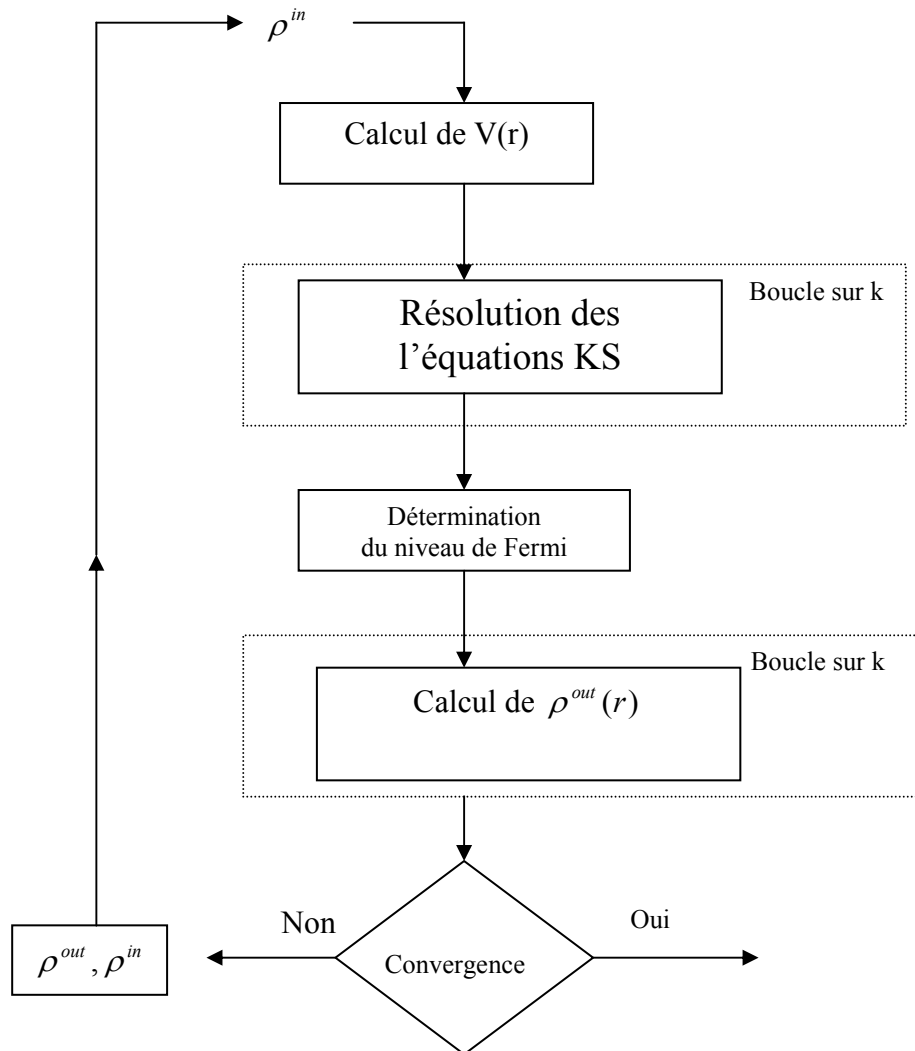 ρ^in
Calcul de V(r)
Boucle sur k
Résolution des
l’équations KS
Détermination
du niveau de Fermi
Boucle sur k
Calcul de ρ^out (r)
Non
Oui
ρ^out , ρ^in
Convergence